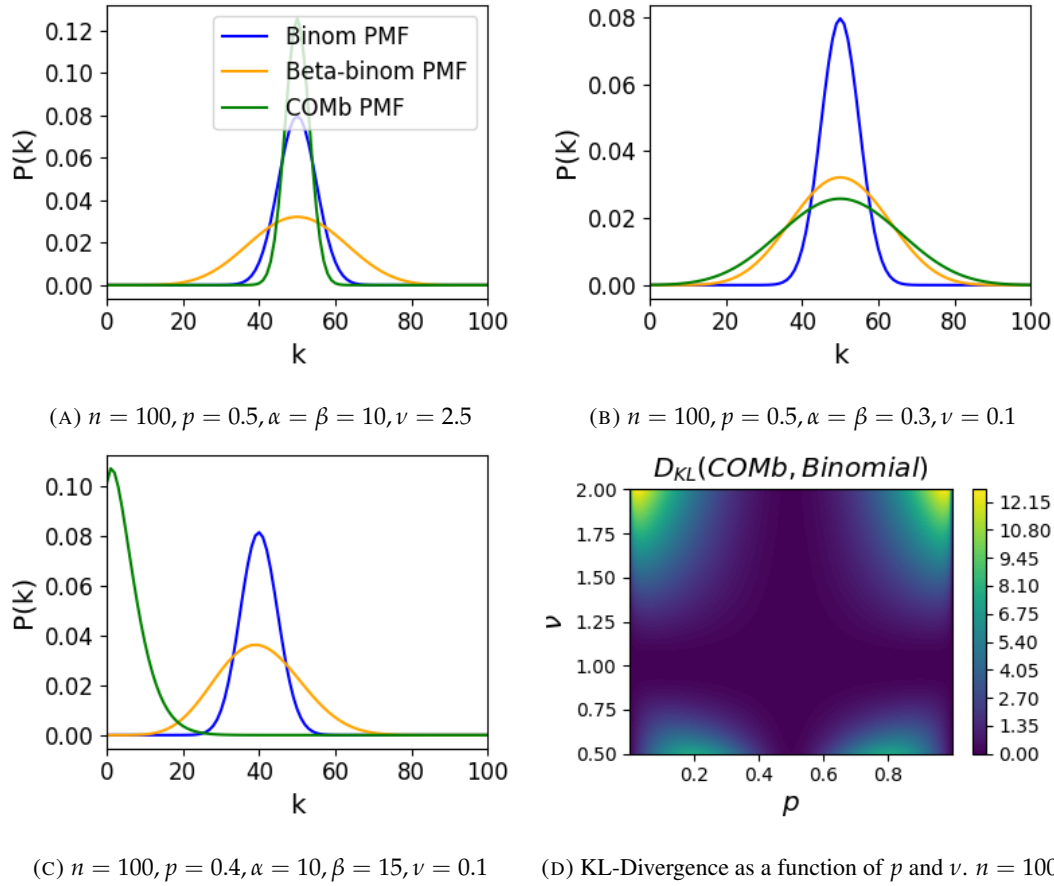 0.12
0.10
0.08
0.06
0.04
0.02
0.00
P(k)
Binom PMF
Beta-binom PMF
COMb PMF
0 20 40 60 80 100
k
(A) n = 100, p = 0.5, α = β = 10, ν = 2.5
0.08
0.06
0.04
0.02
0.00
P(k)
0 20 40 60 80 100
k
(B) n = 100, p = 0.5, α = β = 0.3, ν = 0.1
0.10
0.08
0.06
0.04
0.02
0.00
P(k)
0 20 40 60 80 100
k
(C) n = 100, p = 0.4, α = 10, β = 15, ν = 0.1
D_{KL}(COMb, Binomial)
2.00
1.75
1.50
1.25
1.00
0.75
0.50
ν
0.2 0.4 0.6 0.8
p
12.15
10.80
9.45
8.10
6.75
5.40
4.05
2.70
1.35
0.00
(D) KL-Divergence as a function of p and ν. n = 100